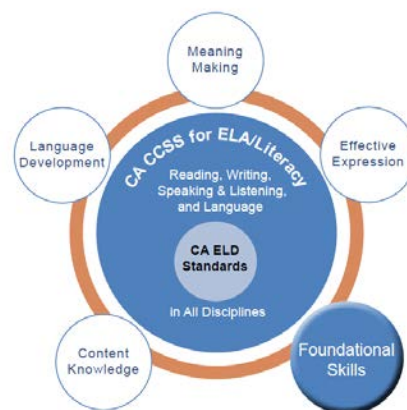 Meaning
Making
Language
Development
Effective
Expression
CA CCSS for ELA/Literacy
Reading, Writing,
Speaking & Listening,
and Language
CA ELD
Standards
in All Disciplines
Content
Knowledge
Foundational
Skills